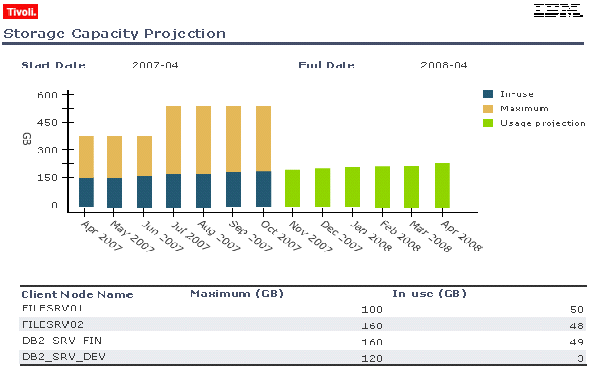 Tivoli.
IBM
Storage Capacity Projection
Start Date 2007-04 End Date 2008-04
600
450
300
150
0
GB
In-use
Maximum
Usage projection
Apr 2007 May 2007 Jun 2007 Jul 2007 Aug 2007 Sep 2007 Oct 2007 Nov 2007 Dec 2007 Jan 2008 Feb 2008 Mar 2008 Apr 2008
Client Node Name Maximum (GB) In-use (GB)
FILESRV01 100 50
FILESRV02 160 48
DB2_SRV_FIN 160 49
DB2_SRV_DEV 120 3